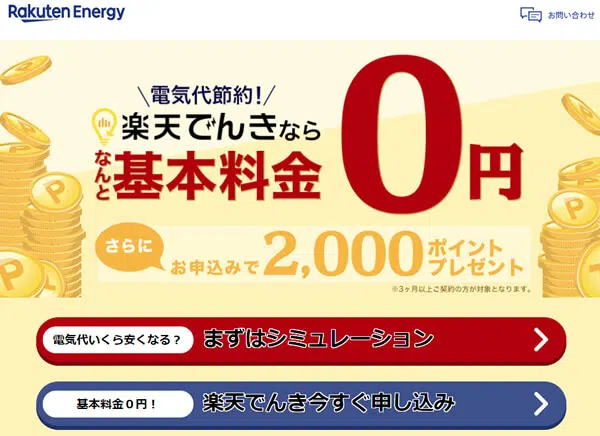 Rakuten Energy
お問い合わせ
電気代節約!
楽天でんきなら
なんと
基本料金
0円
さらに
お申込みで2,000ポイントプレゼント
※3ヶ月以上ご契約の方が対象となります。
電気代いくら安くなる? まずはシミュレーション
基本料金0円! 楽天でんき今すぐ申し込み
P
P
P
P